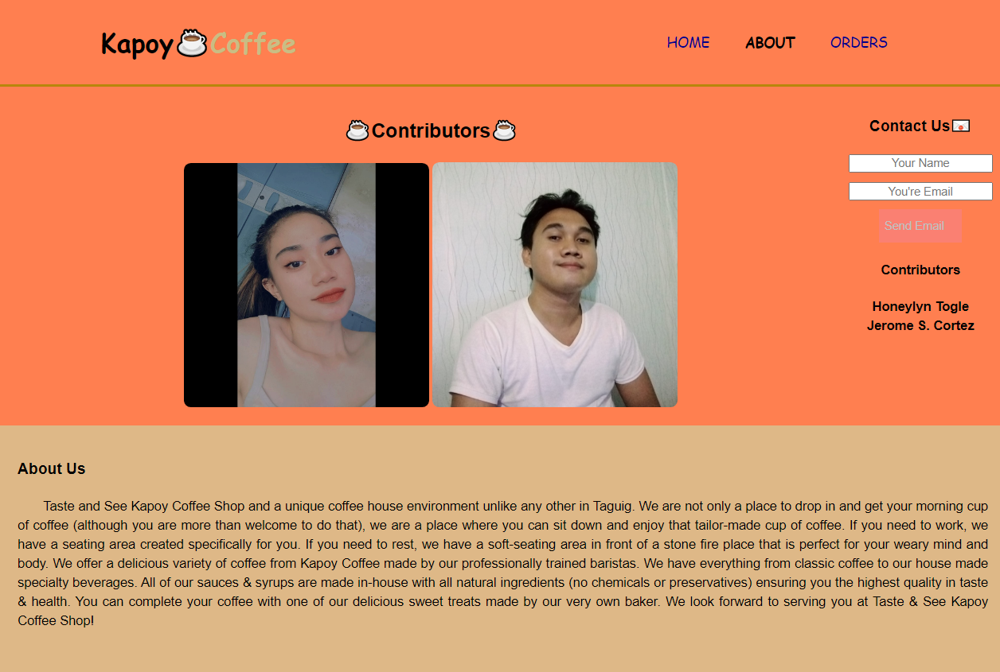 Kapoy Coffee
HOME ABOUT ORDERS
Contributors
Contact Us
Your Name
You're Email
Send Email
Contributors
Honeylyn Togle
Jerome S. Cortez
About Us
Taste and See Kapoy Coffee Shop and a unique coffee house environment unlike any other in Taguig. We are not only a place to drop in and get your morning cup
of coffee (although you are more than welcome to do that), we are a place where you can sit down and enjoy that tailor-made cup of coffee. If you need to work, we
have a seating area created specifically for you. If you need to rest, we have a soft-seating area in front of a stone fire place that is perfect for your weary mind and
body. We offer a delicious variety of coffee from Kapoy Coffee made by our professionally trained baristas. We have everything from classic coffee to our house made
specialty beverages. All of our sauces & syrups are made in-house with all natural ingredients (no chemicals or preservatives) ensuring you the highest quality in taste
& health. You can complete your coffee with one of our delicious sweet treats made by our very own baker. We look forward to serving you at Taste & See Kapoy
Coffee Shop!